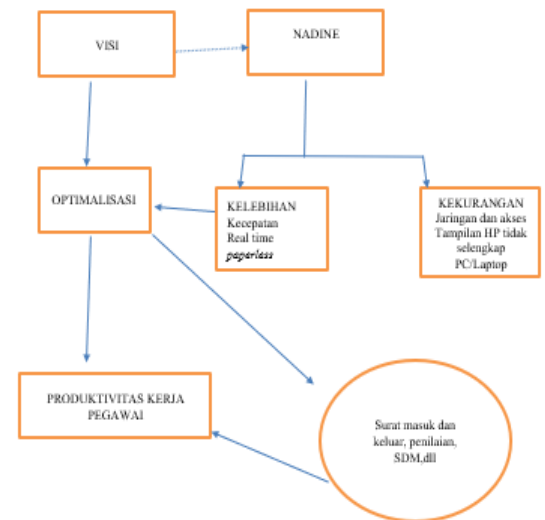 VISI
NADINE
OPTIMALISASI
KELEBIHAN
Kecepatan
Real time
paperlass
KEKURANGAN
Jaringan dan akses
Tampilan HP tidak
selengkap
PC/Laptop
PRODUKTIVITAS KERJA
PEGAWAI
Surat masuk dan
keluar, penilaian,
SDM,dll